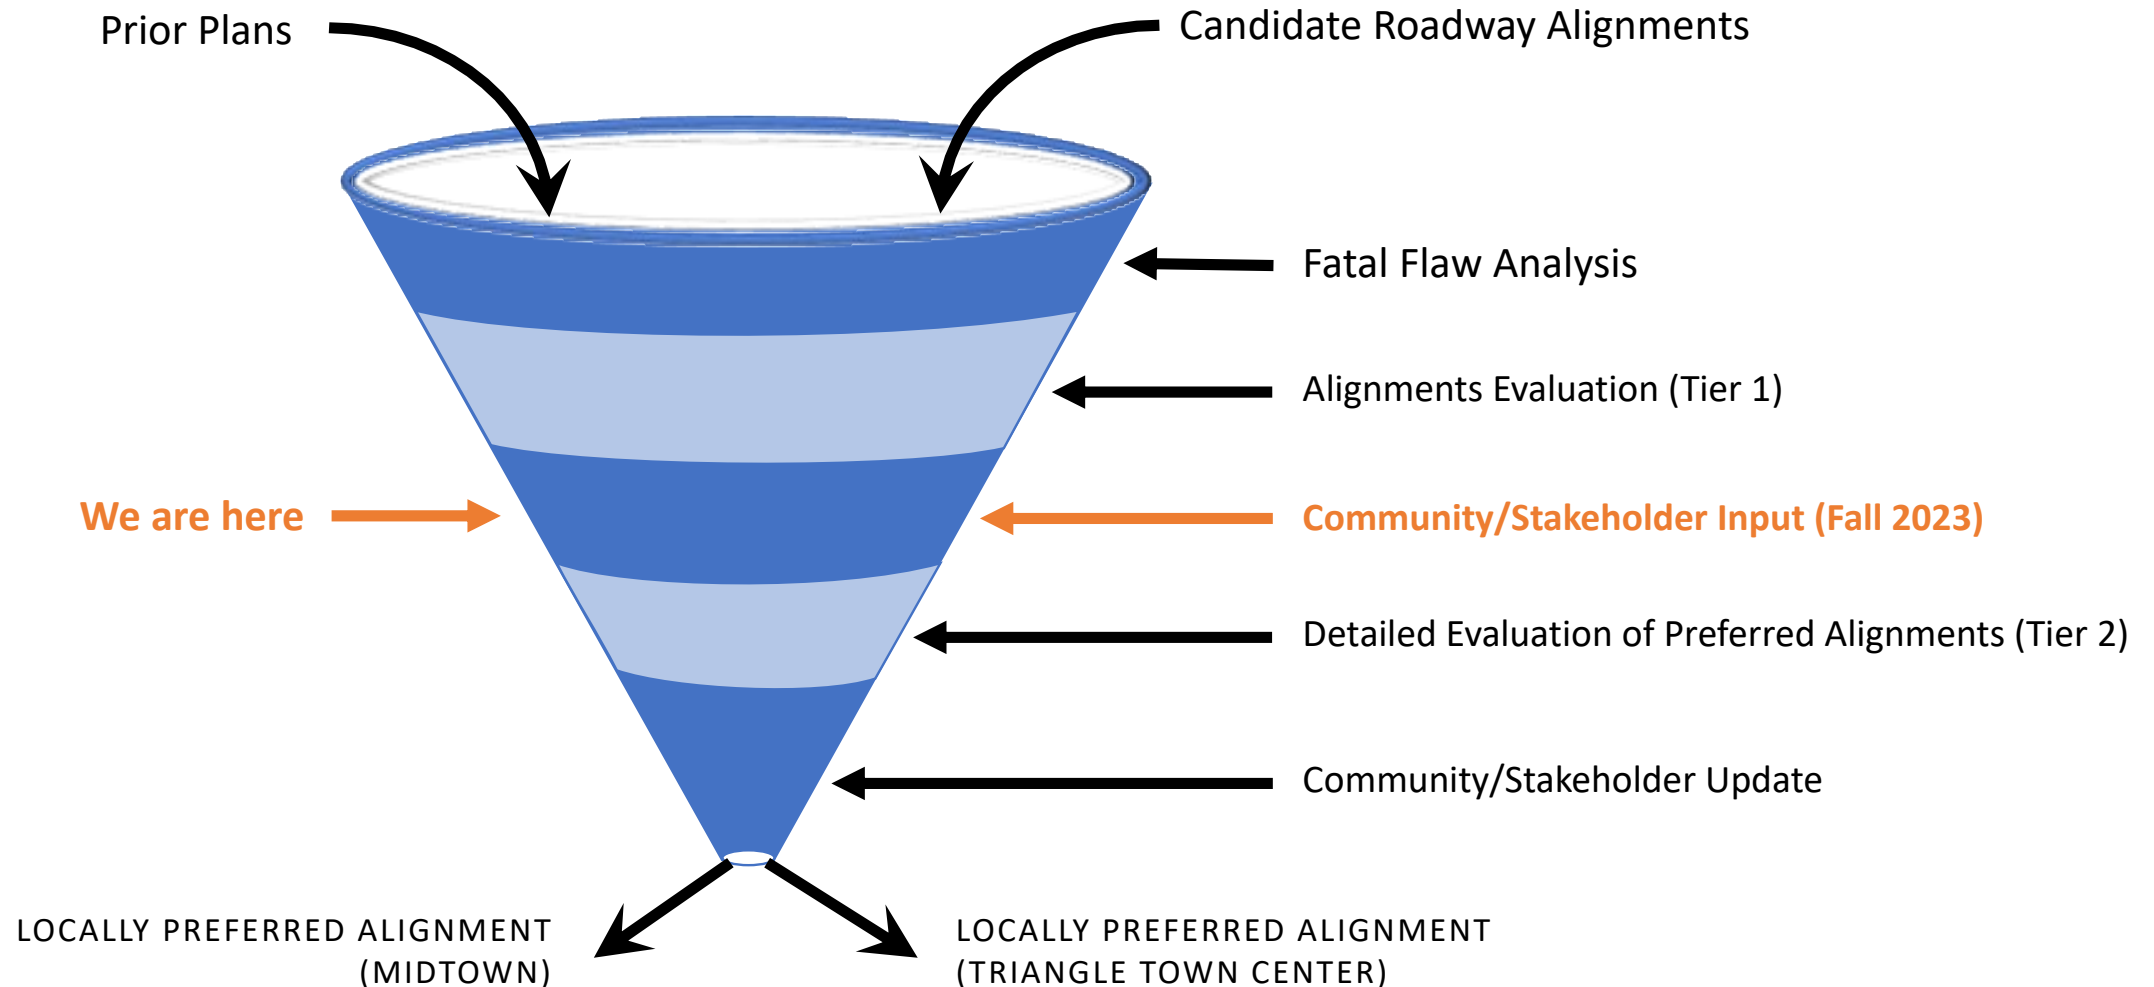 Prior Plans
Candidate Roadway Alignments
Fatal Flaw Analysis
Alignments Evaluation (Tier 1)
We are here
Community/Stakeholder Input (Fall 2023)
Detailed Evaluation of Preferred Alignments (Tier 2)
Community/Stakeholder Update
LOCALLY PREFERRED ALIGNMENT
(MIDTOWN)
LOCALLY PREFERRED ALIGNMENT
(TRIANGLE TOWN CENTER)